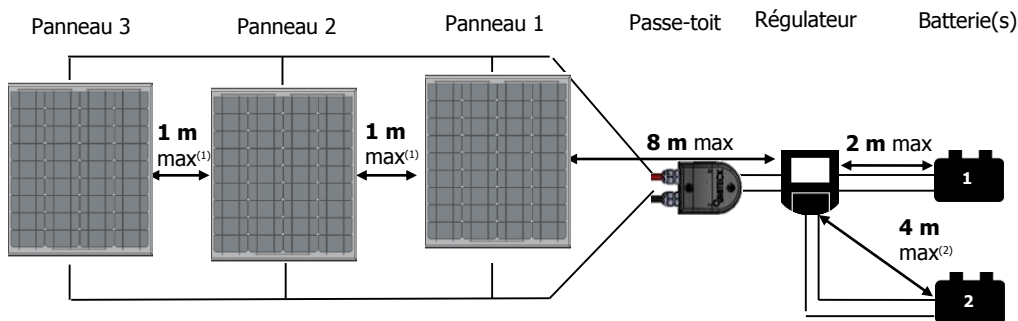 Panneau 3
Panneau 2
Panneau 1
Passe-toit
Régulateur
Batterie(s)
1 m
max(1)
1 m
max(1)
8 m max
2 m max
4 m
max(2)
UNITECK
1
2